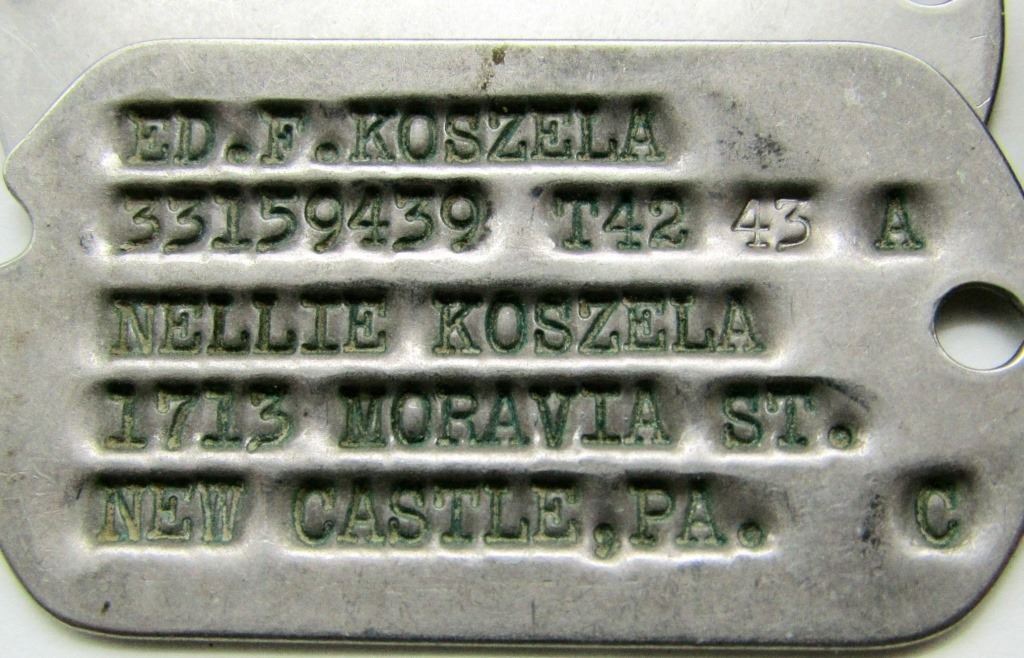 ED.F.KOSZELA
33159439 T42 43 A
NELLIE KOSZELA
1713 MORAVIA ST.
NEW CASTLE,PA. C